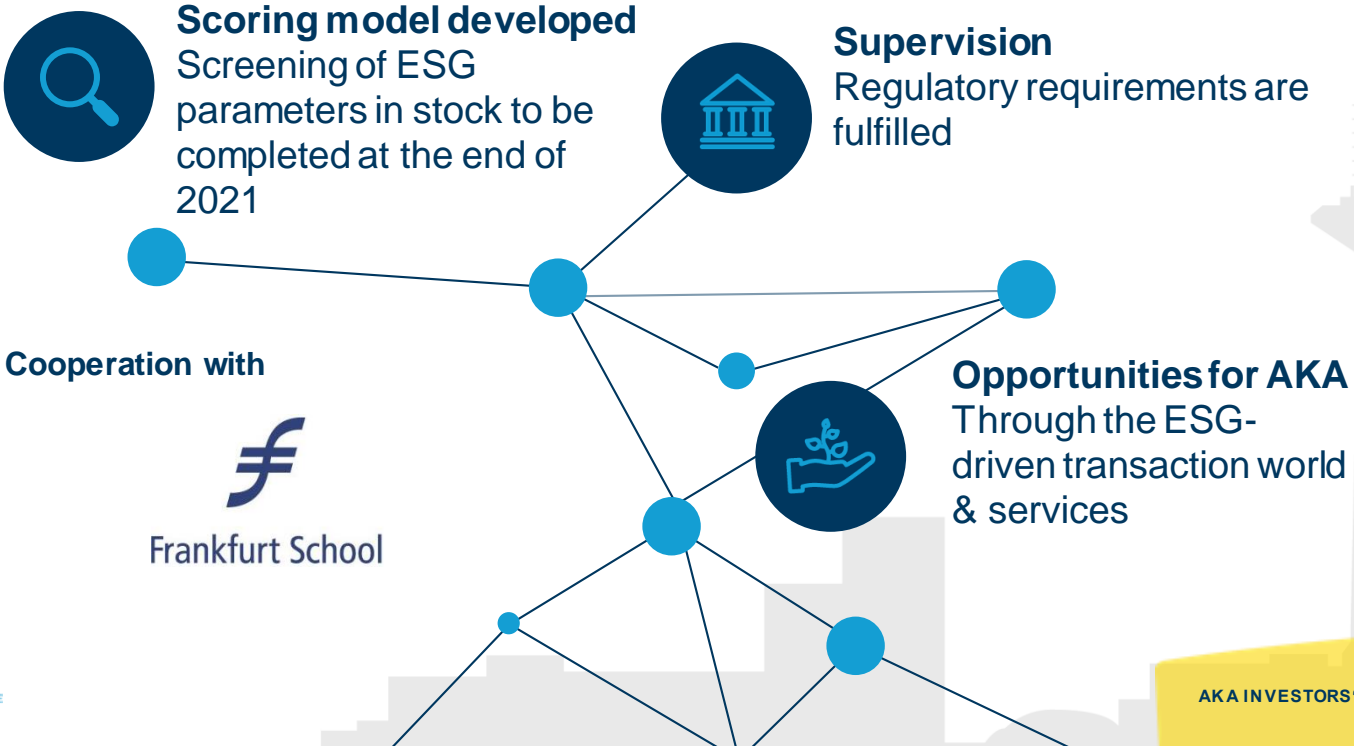 Scoring model developed
Screening of ESG
parameters in stock to be
completed at the end of
2021
Supervision
Regulatory requirements are
fulfilled
Cooperation with
Frankfurt School
Opportunities for AKA
Through the ESG-
driven transaction world
& services
AKA INVESTORS'